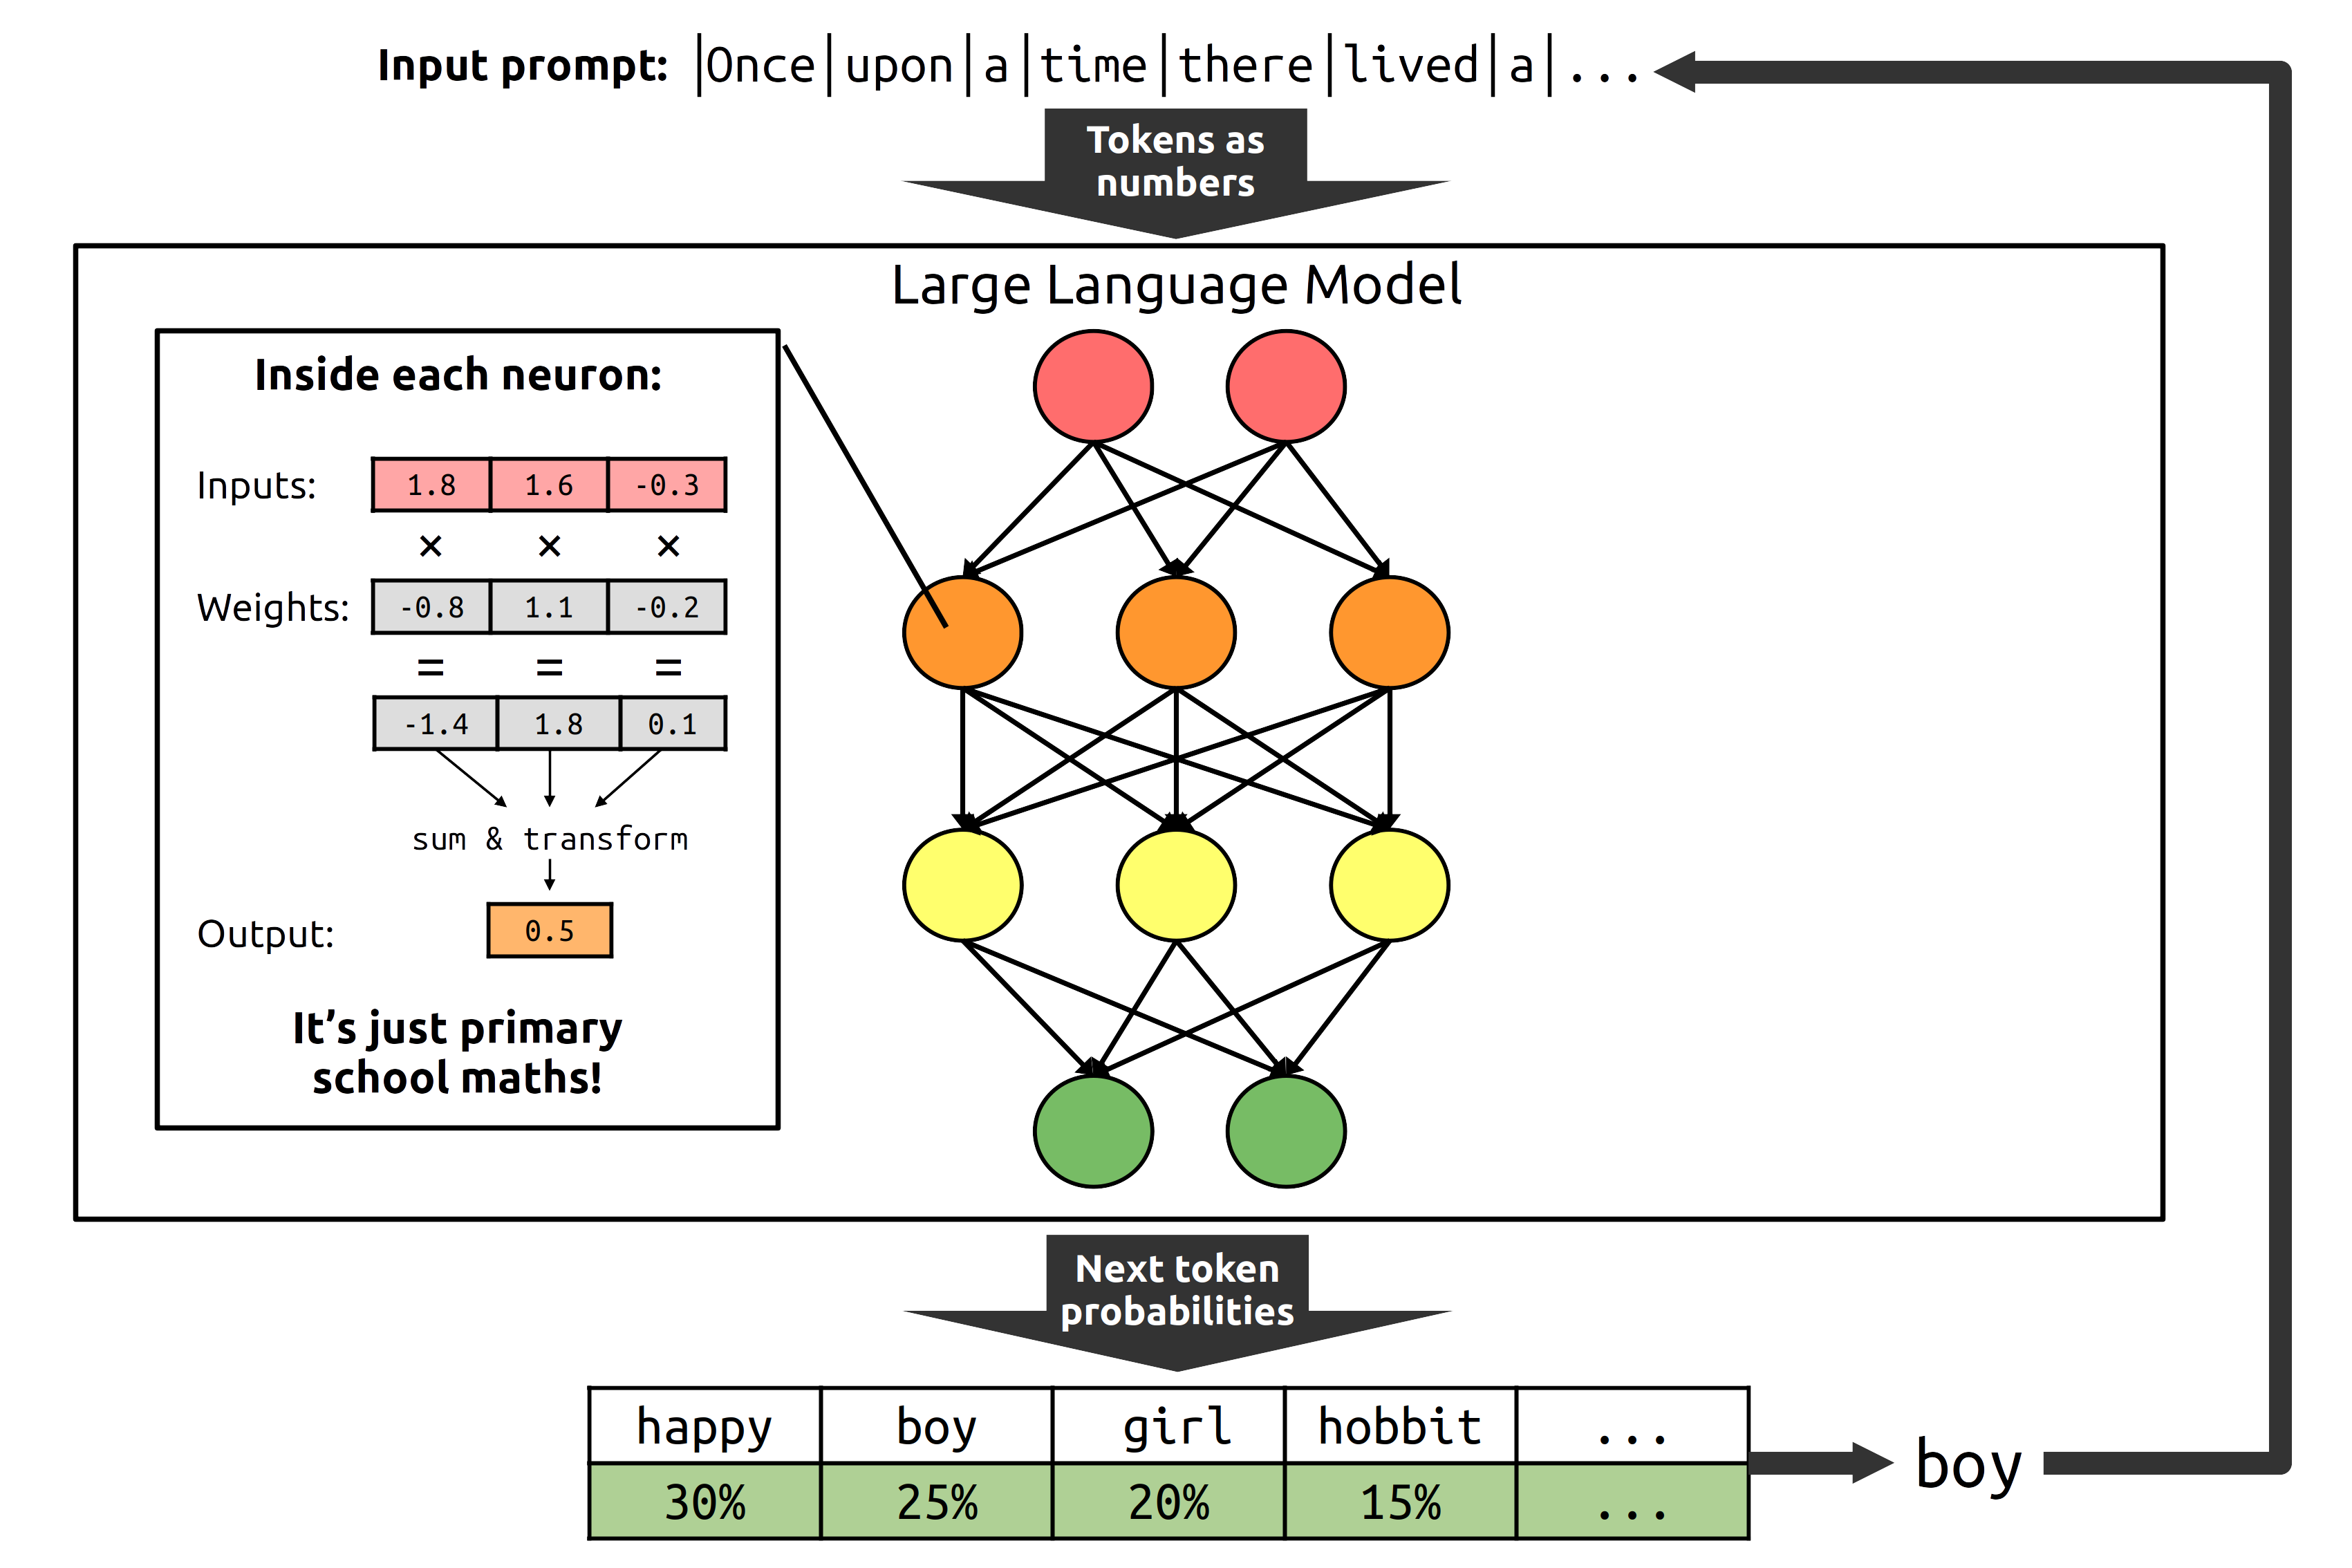 Input prompt: |Once|upon|a|time|there|lived|a|...
Tokens as
numbers
Large Language Model
Inside each neuron:
Inputs: 1.8 1.6 -0.3
× × ×
Weights: -0.8 1.1 -0.2
= = =
-1.4 1.8 0.1
sum & transform
Output: 0.5
It’s just primary
school maths!
Next token
probabilities
happy boy girl hobbit ...
30% 25% 20% 15% ...
boy